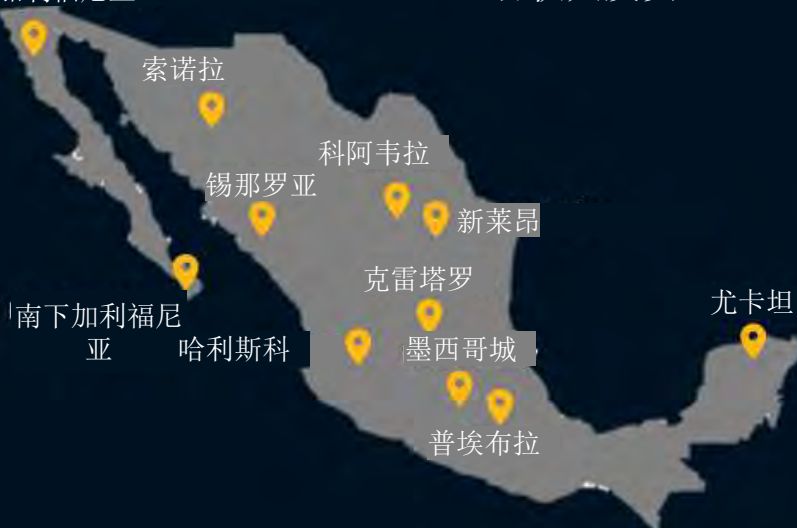 索诺拉
科阿韦拉
锡那罗亚
新莱昂
克雷塔罗
尤卡坦
南下加利福尼
亚
哈利斯科
墨西哥城
普埃布拉